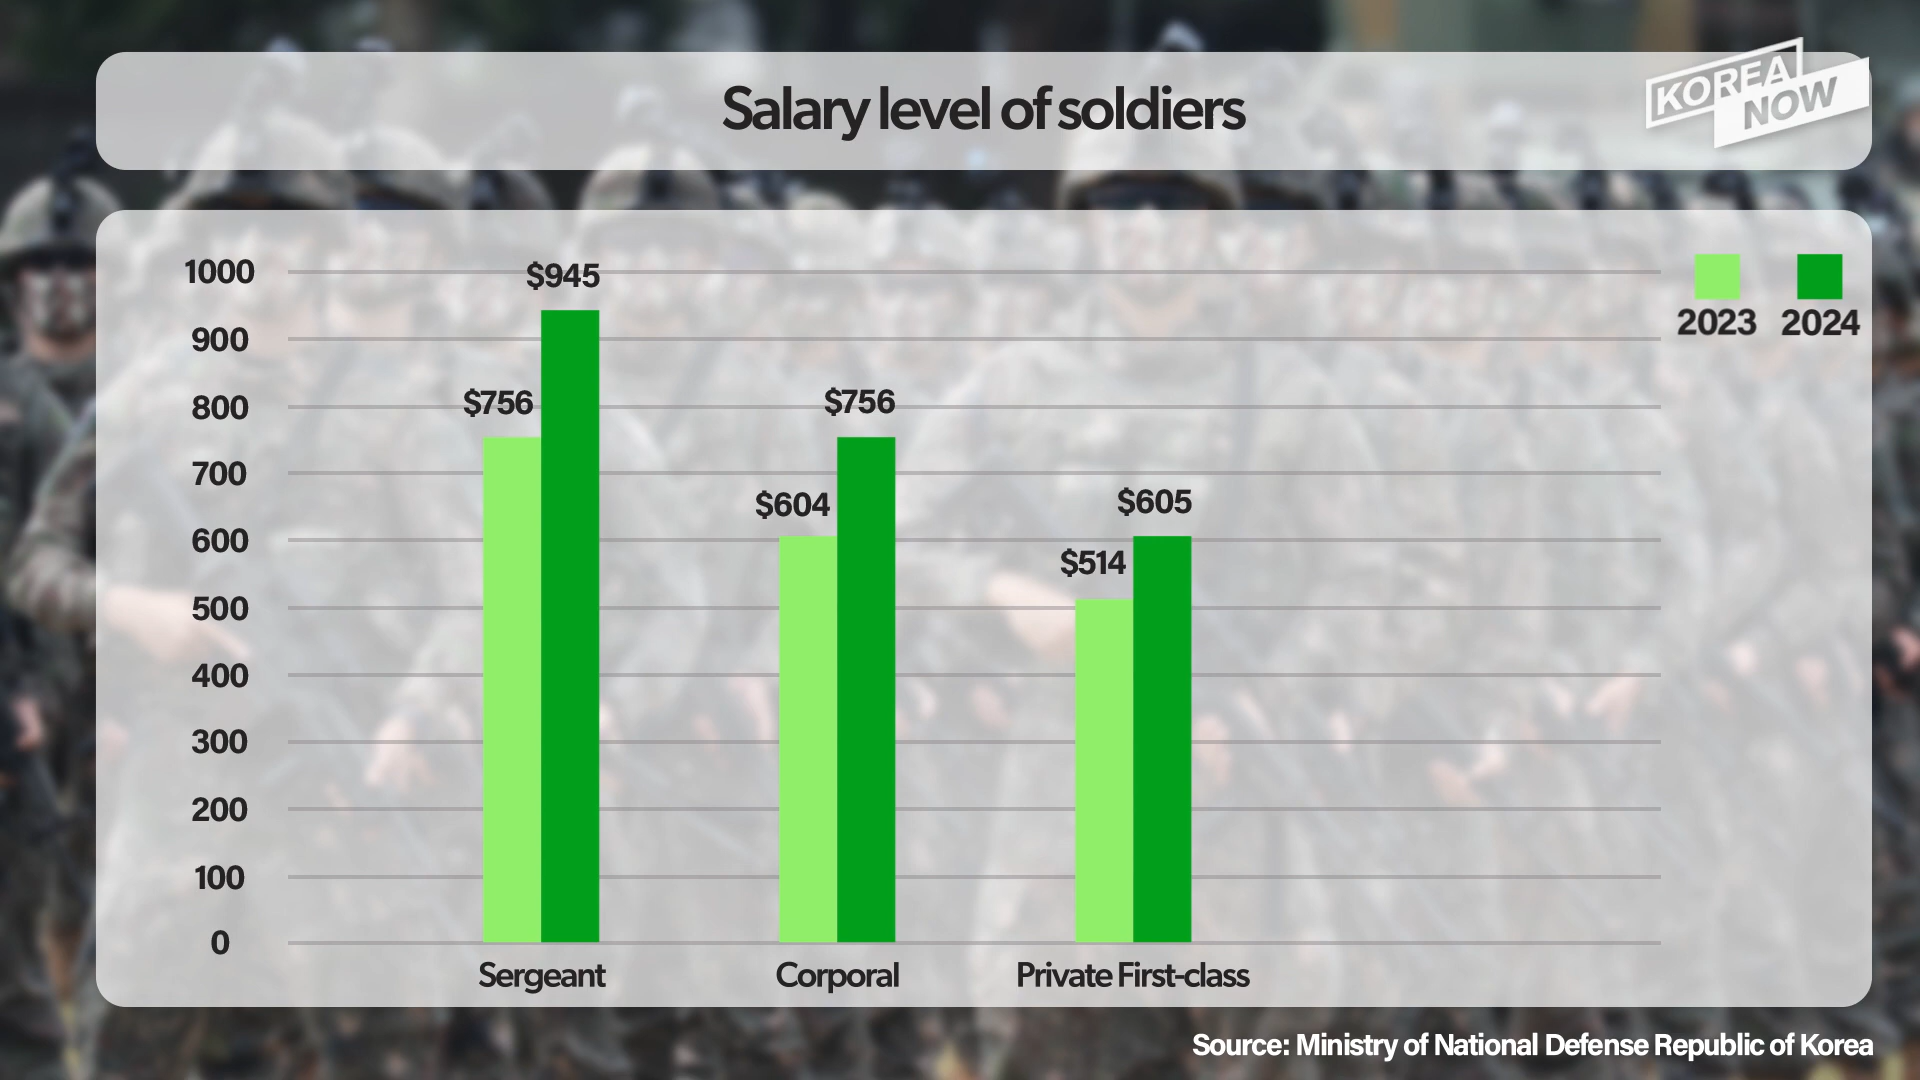 Salary level of soldiers
KOREA
NOW
1000
900
800
700
600
500
400
300
200
100
0
$756
$945
$604
$756
$514
$605
2023
2024
Sergeant
Corporal
Private First-class
Source: Ministry of National Defense Republic of Korea